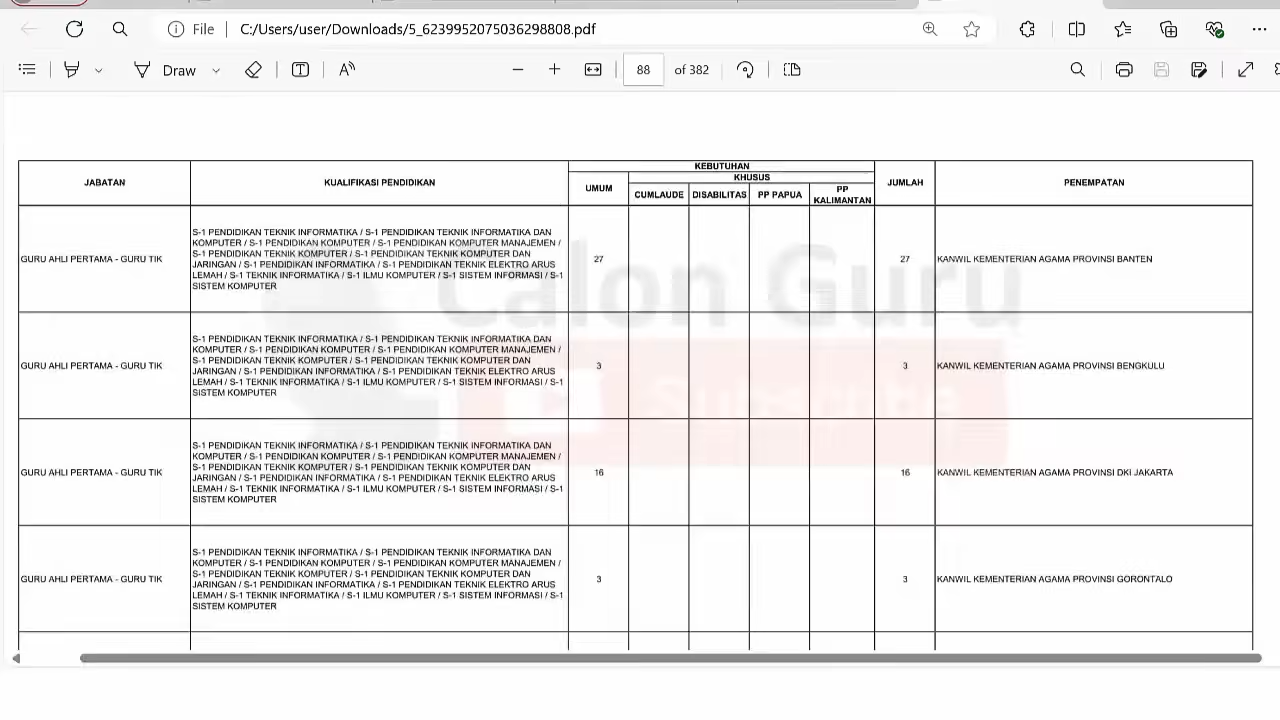 File
C:/Users/user/Downloads/5_6239952075036298808.pdf
Draw
88 of 382
JABATAN
KUALIFIKASI PENDIDIKAN
KEBUTUHAN
UMUM
KHUSUS
CUMLAUDE
DISABILITAS
PP PAPUA
PP
KALIMANTAN
JUMLAH
PENEMPATAN
GURU AHLI PERTAMA - GURU TIK
S-1 PENDIDIKAN TEKNIK INFORMATIKA / S-1 PENDIDIKAN TEKNIK INFORMATIKA DAN
KOMPUTER / S-1 PENDIDIKAN KOMPUTER / S-1 PENDIDIKAN KOMPUTER MANAJEMEN /
S-1 PENDIDIKAN TEKNIK KOMPUTER / S-1 PENDIDIKAN TEKNIK KOMPUTER DAN
JARINGAN / S-1 PENDIDIKAN INFORMATIKA / S-1 PENDIDIKAN TEKNIK ELEKTRO ARUS
LEMAH / S-1 TEKNIK INFORMATIKA / S-1 ILMU KOMPUTER / S-1 SISTEM INFORMASI / S-1
SISTEM KOMPUTER
27
27
KANWIL KEMENTERIAN AGAMA PROVINSI BANTEN
GURU AHLI PERTAMA - GURU TIK
S-1 PENDIDIKAN TEKNIK INFORMATIKA / S-1 PENDIDIKAN TEKNIK INFORMATIKA DAN
KOMPUTER / S-1 PENDIDIKAN KOMPUTER / S-1 PENDIDIKAN KOMPUTER MANAJEMEN /
S-1 PENDIDIKAN TEKNIK KOMPUTER / S-1 PENDIDIKAN TEKNIK KOMPUTER DAN
JARINGAN / S-1 PENDIDIKAN INFORMATIKA / S-1 PENDIDIKAN TEKNIK ELEKTRO ARUS
LEMAH / S-1 TEKNIK INFORMATIKA / S-1 ILMU KOMPUTER / S-1 SISTEM INFORMASI / S-1
SISTEM KOMPUTER
3
3
KANWIL KEMENTERIAN AGAMA PROVINSI BENGKULU
GURU AHLI PERTAMA - GURU TIK
S-1 PENDIDIKAN TEKNIK INFORMATIKA / S-1 PENDIDIKAN TEKNIK INFORMATIKA DAN
KOMPUTER / S-1 PENDIDIKAN KOMPUTER / S-1 PENDIDIKAN KOMPUTER MANAJEMEN /
S-1 PENDIDIKAN TEKNIK KOMPUTER / S-1 PENDIDIKAN TEKNIK KOMPUTER DAN
JARINGAN / S-1 PENDIDIKAN INFORMATIKA / S-1 PENDIDIKAN TEKNIK ELEKTRO ARUS
LEMAH / S-1 TEKNIK INFORMATIKA / S-1 ILMU KOMPUTER / S-1 SISTEM INFORMASI / S-1
SISTEM KOMPUTER
16
16
KANWIL KEMENTERIAN AGAMA PROVINSI DKI JAKARTA
GURU AHLI PERTAMA - GURU TIK
S-1 PENDIDIKAN TEKNIK INFORMATIKA / S-1 PENDIDIKAN TEKNIK INFORMATIKA DAN
KOMPUTER / S-1 PENDIDIKAN KOMPUTER / S-1 PENDIDIKAN KOMPUTER MANAJEMEN /
S-1 PENDIDIKAN TEKNIK KOMPUTER / S-1 PENDIDIKAN TEKNIK KOMPUTER DAN
JARINGAN / S-1 PENDIDIKAN INFORMATIKA / S-1 PENDIDIKAN TEKNIK ELEKTRO ARUS
LEMAH / S-1 TEKNIK INFORMATIKA / S-1 ILMU KOMPUTER / S-1 SISTEM INFORMASI / S-1
SISTEM KOMPUTER
3
3
KANWIL KEMENTERIAN AGAMA PROVINSI GORONTALO
Calon Guru
Subscribe